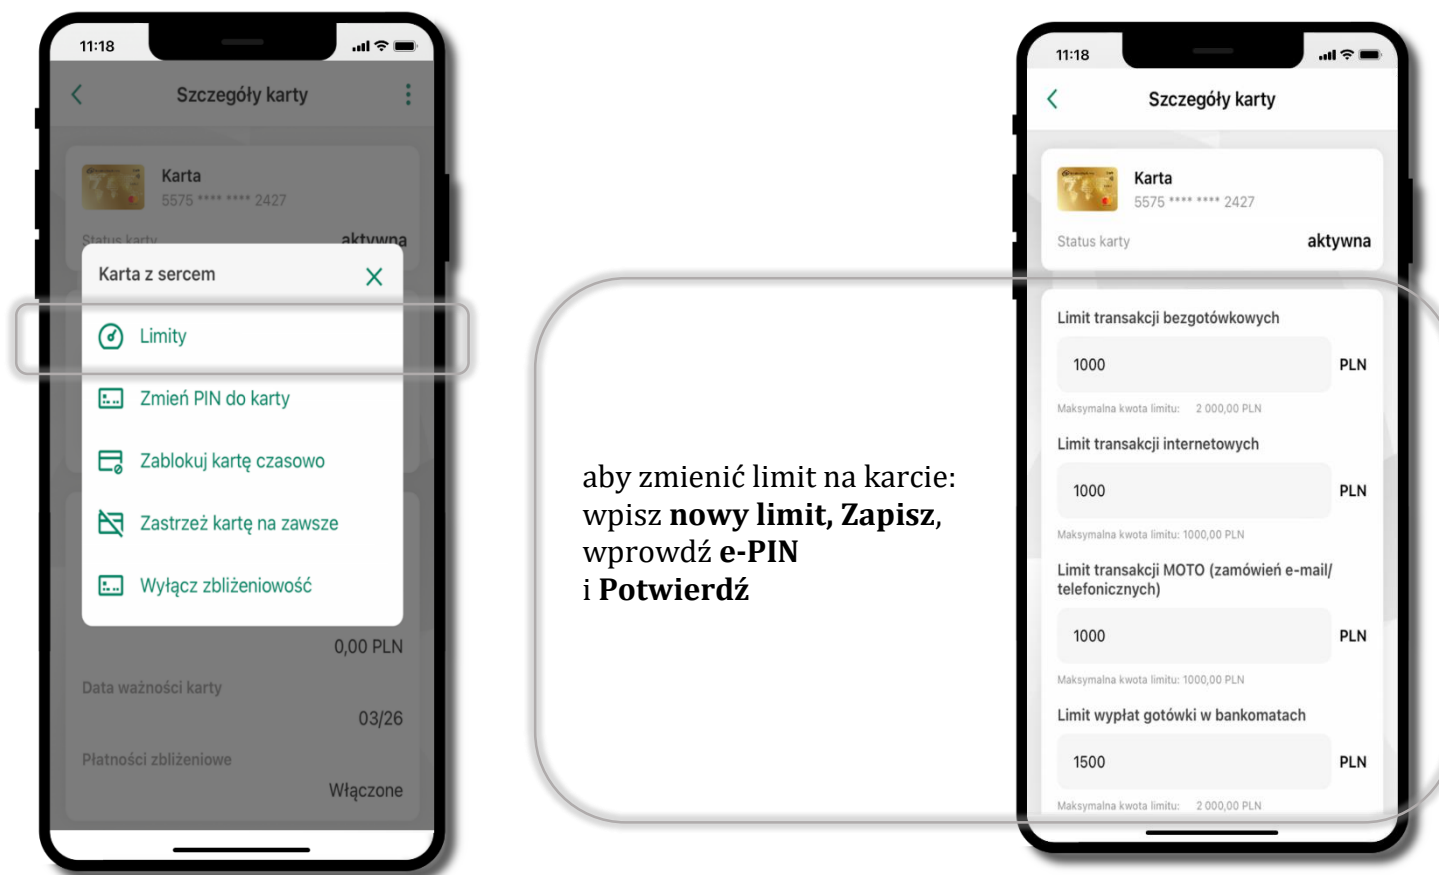 11:18
Szczegóły karty
Karta
5575 **** **** 2427
Status karty
aktywna
Karta z sercem
Limity
Zmień PIN do karty
Zablokuj kartę czasowo
Zastrzeż kartę na zawsze
Wyłącz zbliżeniowość
0,00 PLN
Data ważności karty
03/26
Płatności zbliżeniowe
Włączone
aby zmienić limit na karcie:
wpisz nowy limit, Zapisz,
wprowdź e-PIN
i Potwierdź
11:18
Szczegóły karty
Karta
5575 **** **** 2427
Status karty
aktywna
Limit transakcji bezgotówkowych
1000 PLN
Maksymalna kwota limitu: 2 000,00 PLN
Limit transakcji internetowych
1000 PLN
Maksymalna kwota limitu: 1000,00 PLN
Limit transakcji MOTO (zamówień e-mail/
telefonicznych)
1000 PLN
Maksymalna kwota limitu: 1000,00 PLN
Limit wypłat gotówki w bankomatach
1500 PLN
Maksymalna kwota limitu: 2 000,00 PLN